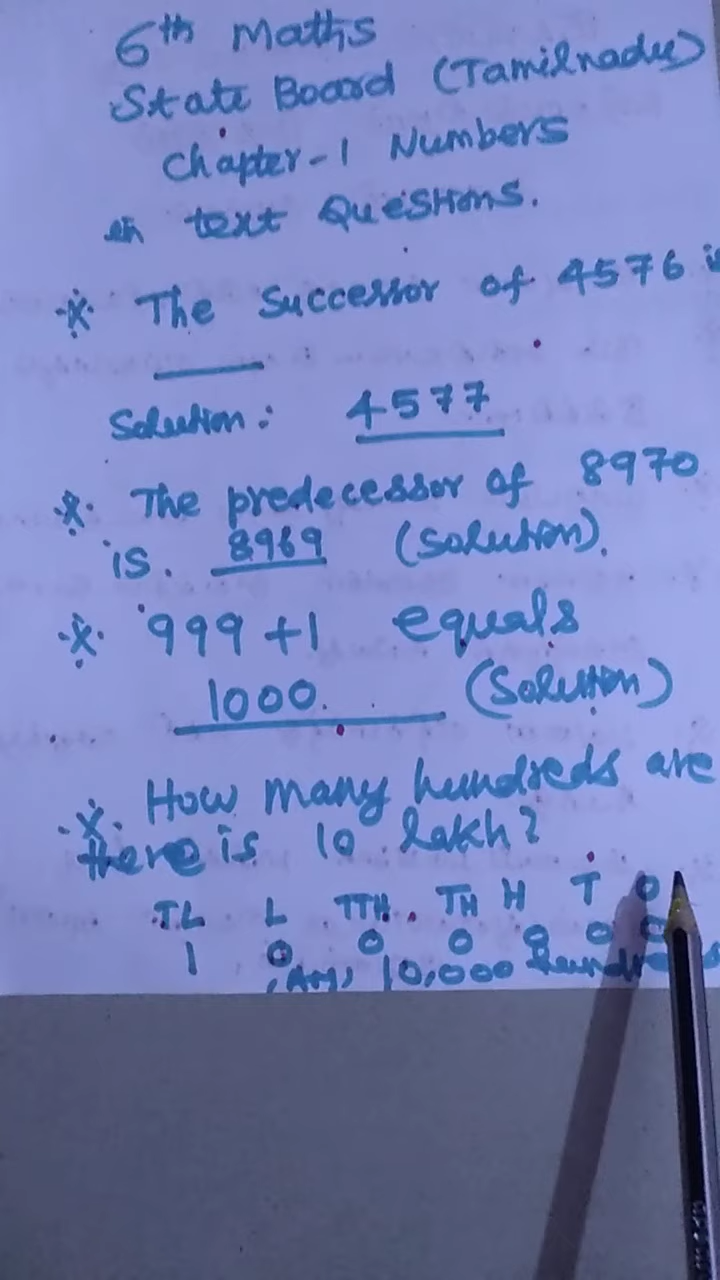 6th Maths
State Board (Tamilnadu)
Chapter-1 Numbers
in text Questions.
* The Successor of 4576 is
Solution: 4577
* The predecessor of 8970
is. 8969 (Solution).
* 999+1 equals
1000. (Solution)
* How many hundreds are
there is 10 lakh?
TL L TTH. TH H T O
1 0 0 0 0 0 0
(Ans) 10,000 hundreds